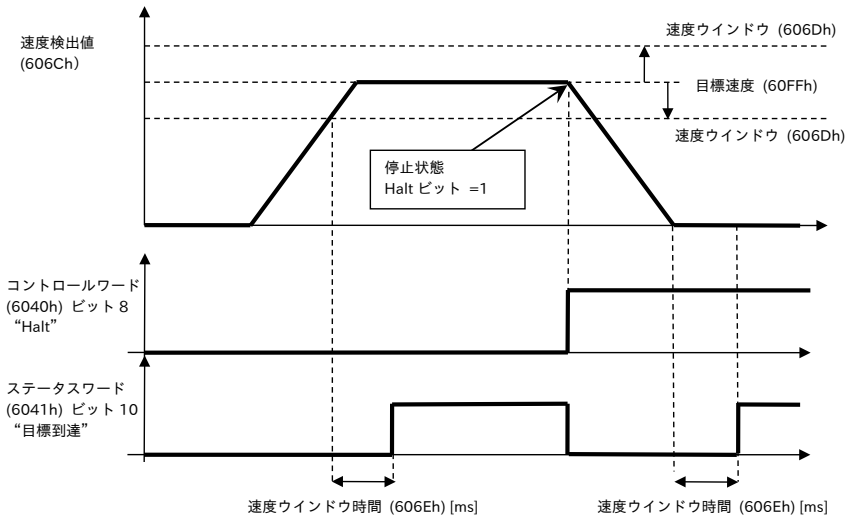 速度検出値
(606Ch)
速度ウインドウ (606Dh)
目標速度 (60FFh)
速度ウインドウ (606Dh)
停止状態
Halt ビット =1
コントロールワード
(6040h) ビット 8
“Halt”
ステータスワード
(6041h) ビット 10
“目標到達”
速度ウインドウ時間 (606Eh) [ms]
速度ウインドウ時間 (606Eh) [ms]